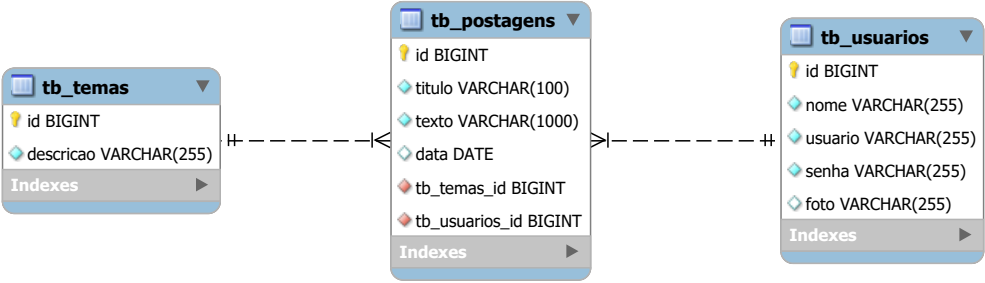 tb_temas
id BIGINT
descricao VARCHAR(255)
Indexes
tb_postagens
id BIGINT
titulo VARCHAR(100)
texto VARCHAR(1000)
data DATE
tb_temas_id BIGINT
tb_usuarios_id BIGINT
Indexes
tb_usuarios
id BIGINT
nome VARCHAR(255)
usuario VARCHAR(255)
senha VARCHAR(255)
foto VARCHAR(255)
Indexes